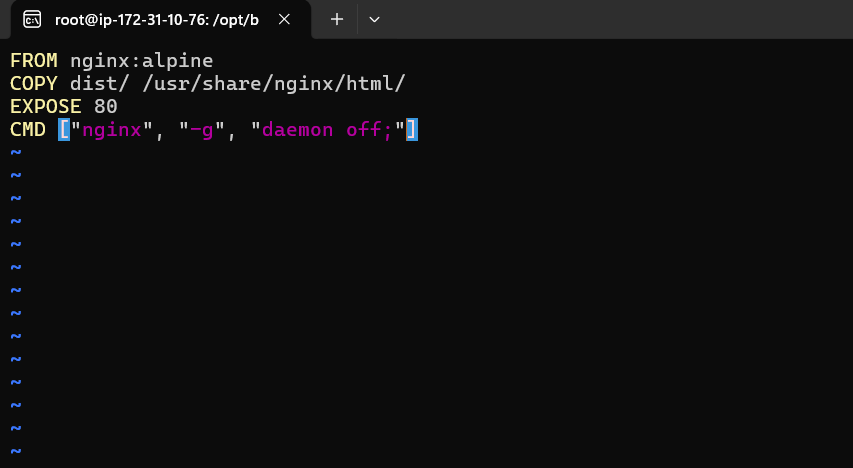 root@ip-172-31-10-76: /opt/b
FROM nginx:alpine
COPY dist/ /usr/share/nginx/html/
EXPOSE 80
CMD ["nginx", "-g", "daemon off;"]
~
~
~
~
~
~
~
~
~
~
~
~
~
~